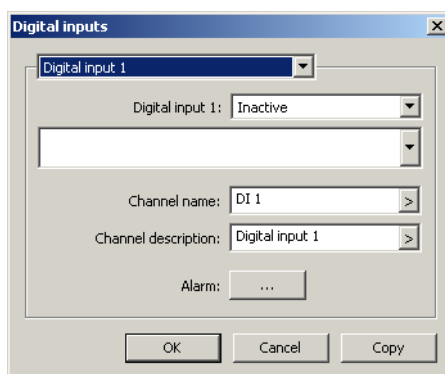 Digital inputs
Digital input 1
Digital input 1: Inactive
Channel name: DI 1 >
Channel description: Digital input 1 >
Alarm: ...
OK Cancel Copy